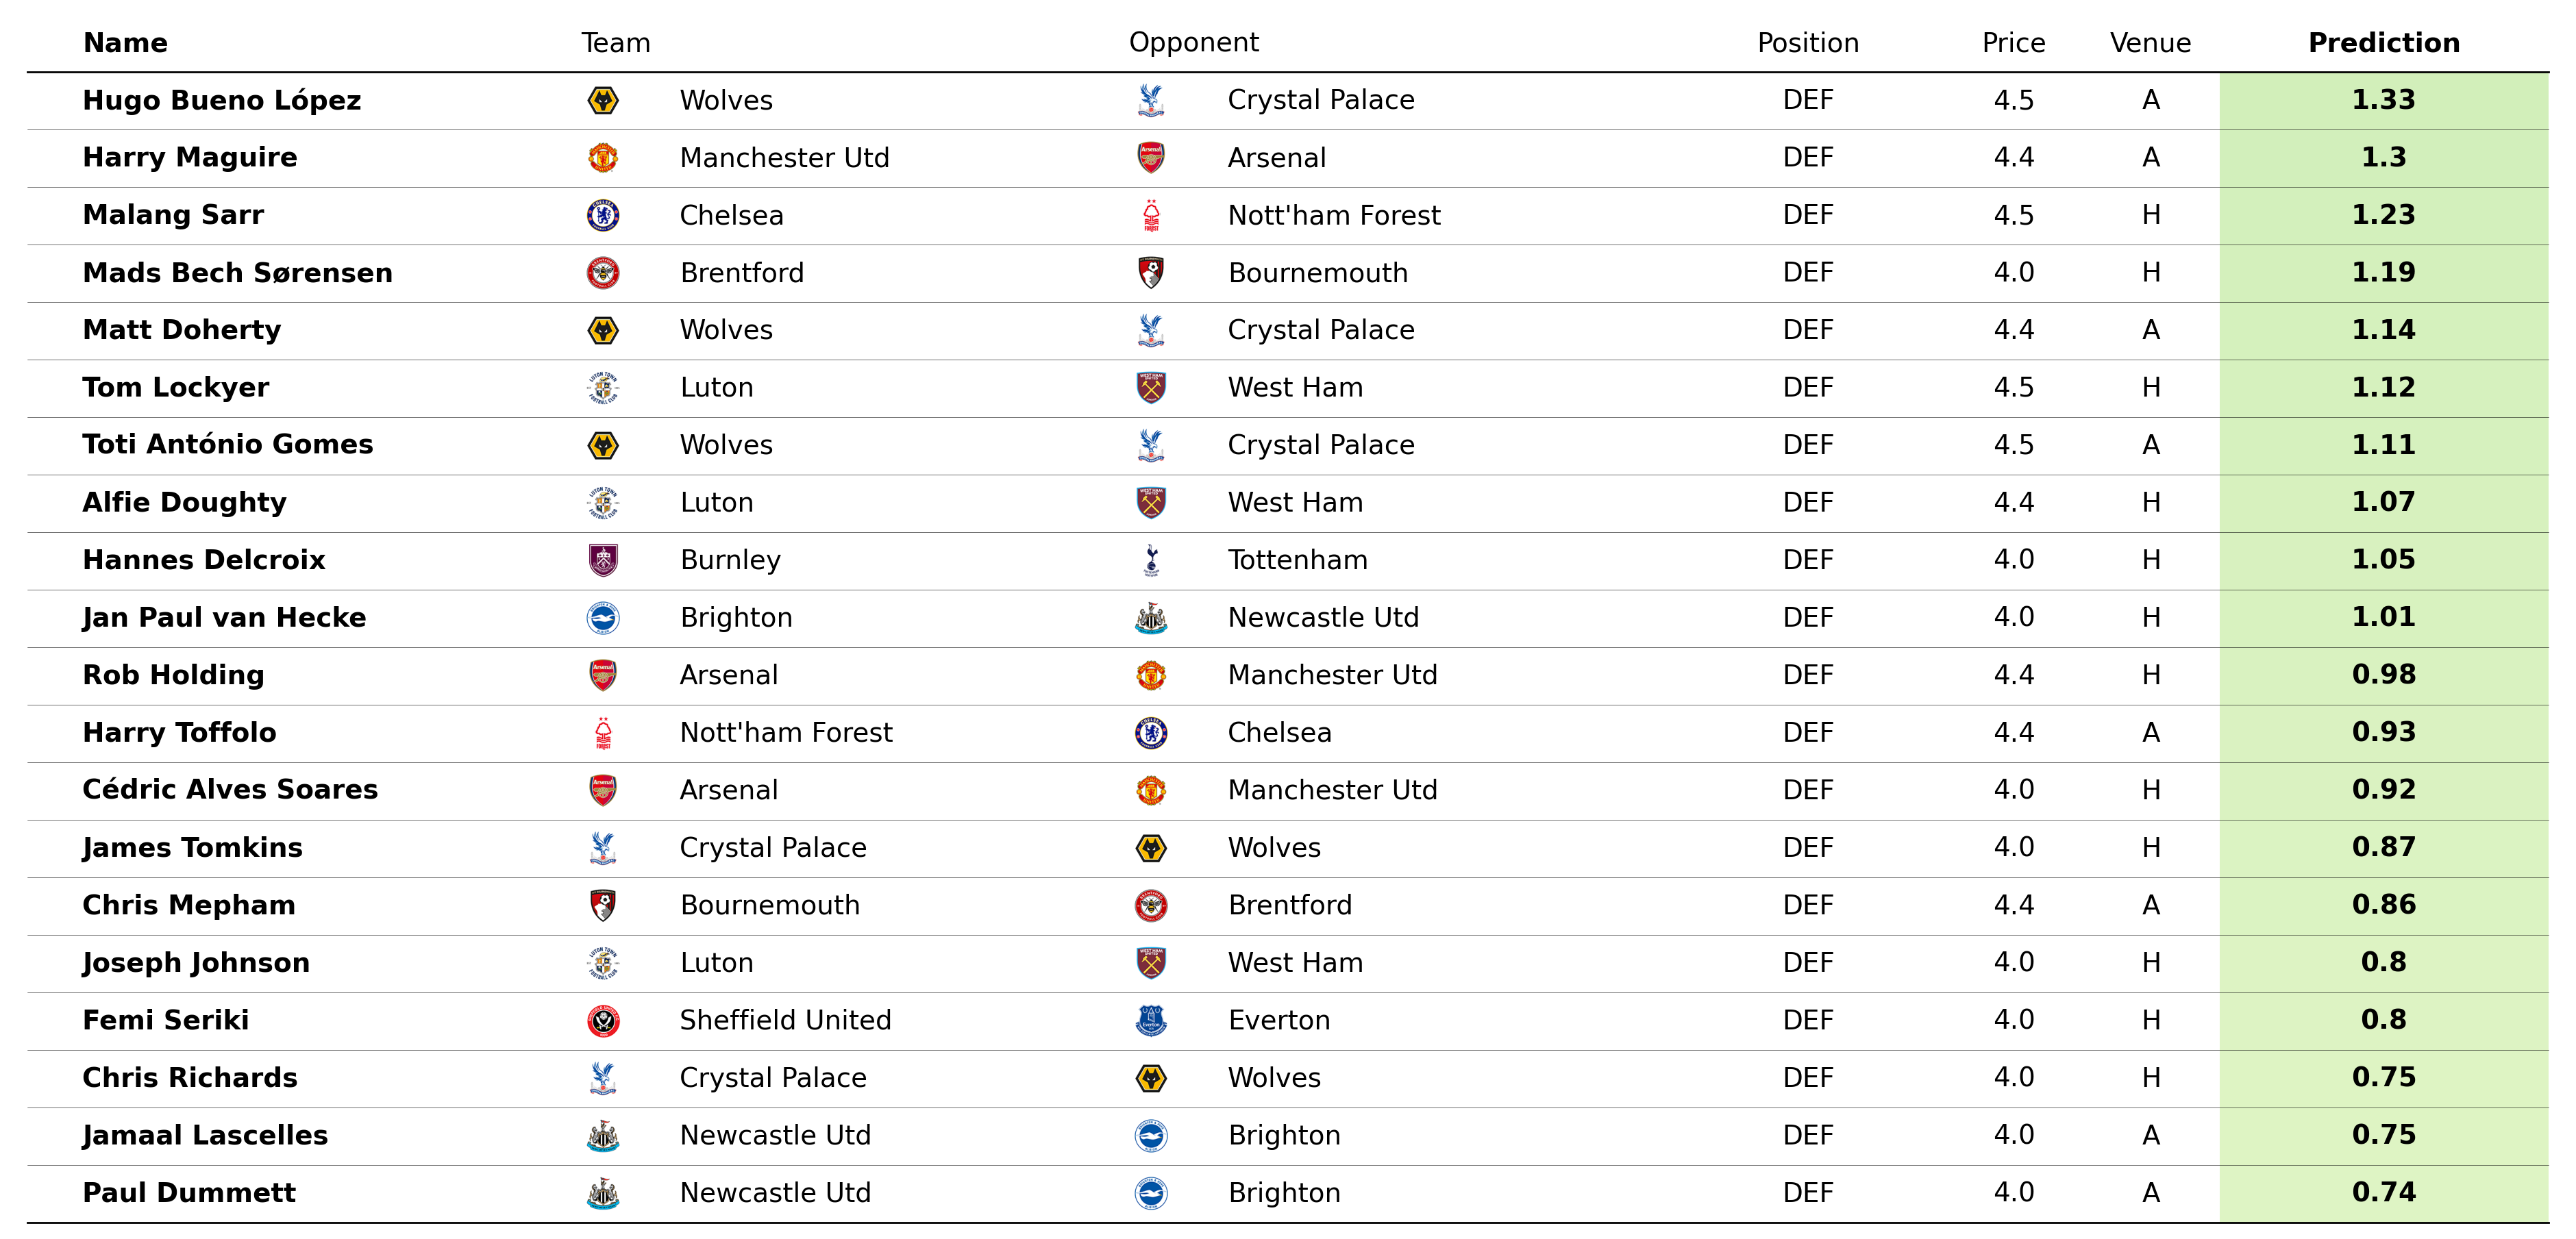 Name Team Opponent Position Price Venue Prediction
Hugo Bueno López Wolves Crystal Palace DEF 4.5 A 1.33
Harry Maguire Manchester Utd Arsenal DEF 4.4 A 1.3
Malang Sarr Chelsea Nott'ham Forest DEF 4.5 H 1.23
Mads Bech Sørensen Brentford Bournemouth DEF 4.0 H 1.19
Matt Doherty Wolves Crystal Palace DEF 4.4 A 1.14
Tom Lockyer Luton West Ham DEF 4.5 H 1.12
Toti António Gomes Wolves Crystal Palace DEF 4.5 A 1.11
Alfie Doughty Luton West Ham DEF 4.4 H 1.07
Hannes Delcroix Burnley Tottenham DEF 4.0 H 1.05
Jan Paul van Hecke Brighton Newcastle Utd DEF 4.0 H 1.01
Rob Holding Arsenal Manchester Utd DEF 4.4 H 0.98
Harry Toffolo Nott'ham Forest Chelsea DEF 4.4 A 0.93
Cédric Alves Soares Arsenal Manchester Utd DEF 4.0 H 0.92
James Tomkins Crystal Palace Wolves DEF 4.0 H 0.87
Chris Mepham Bournemouth Brentford DEF 4.4 A 0.86
Joseph Johnson Luton West Ham DEF 4.0 H 0.8
Femi Seriki Sheffield United Everton DEF 4.0 H 0.8
Chris Richards Crystal Palace Wolves DEF 4.0 H 0.75
Jamaal Lascelles Newcastle Utd Brighton DEF 4.0 A 0.75
Paul Dummett Newcastle Utd Brighton DEF 4.0 A 0.74